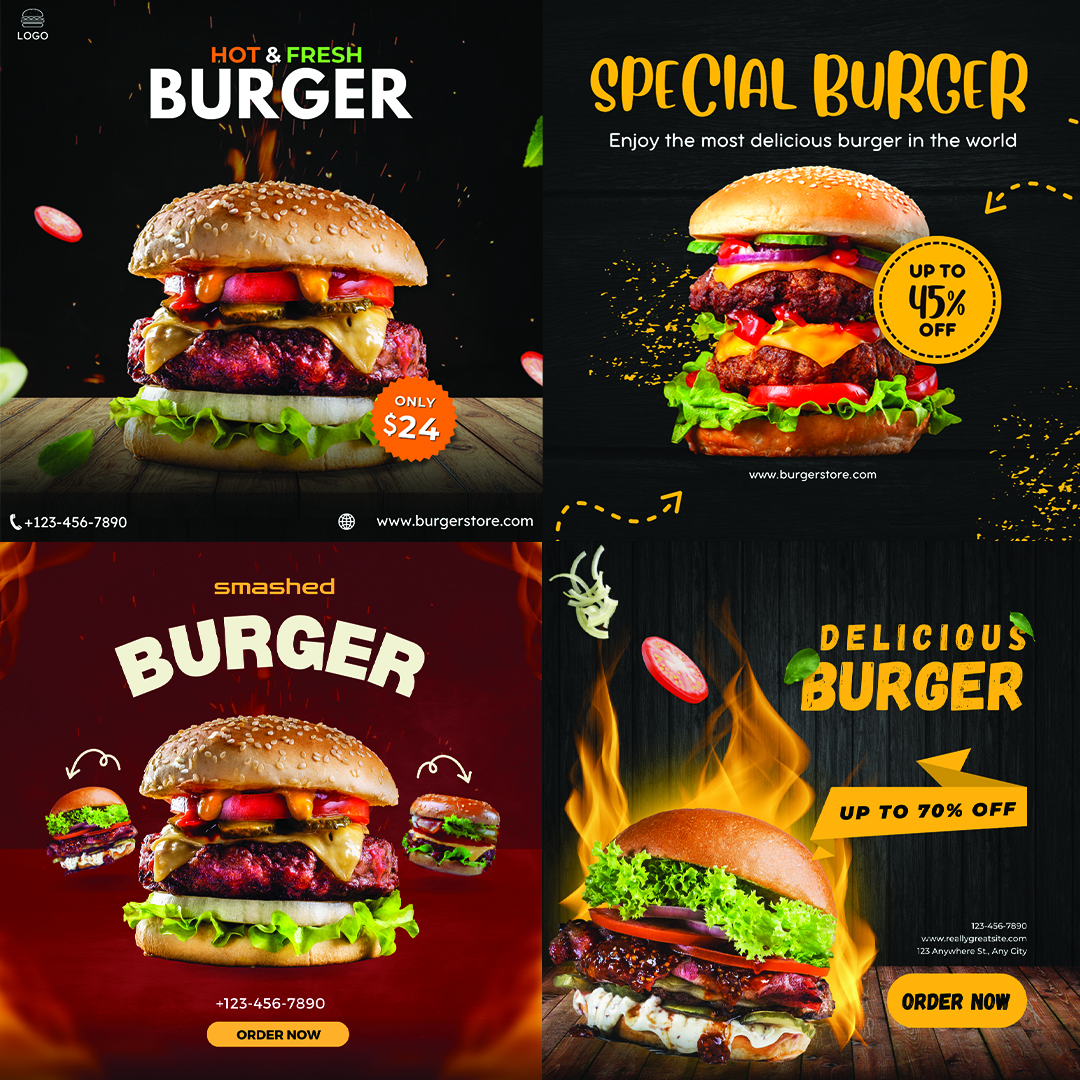 LOGO
HOT & FRESH
BURGER
ONLY
$24
+123-456-7890
www.burgerstore.com
SPECIAL BURGER
Enjoy the most delicious burger in the world
UP TO
45%
OFF
www.burgerstore.com
smashed
BURGER
+123-456-7890
ORDER NOW
DELICIOUS
BURGER
UP TO 70% OFF
123-456-7890
www.reallygreatsite.com
123 Anywhere St., Any City
ORDER NOW